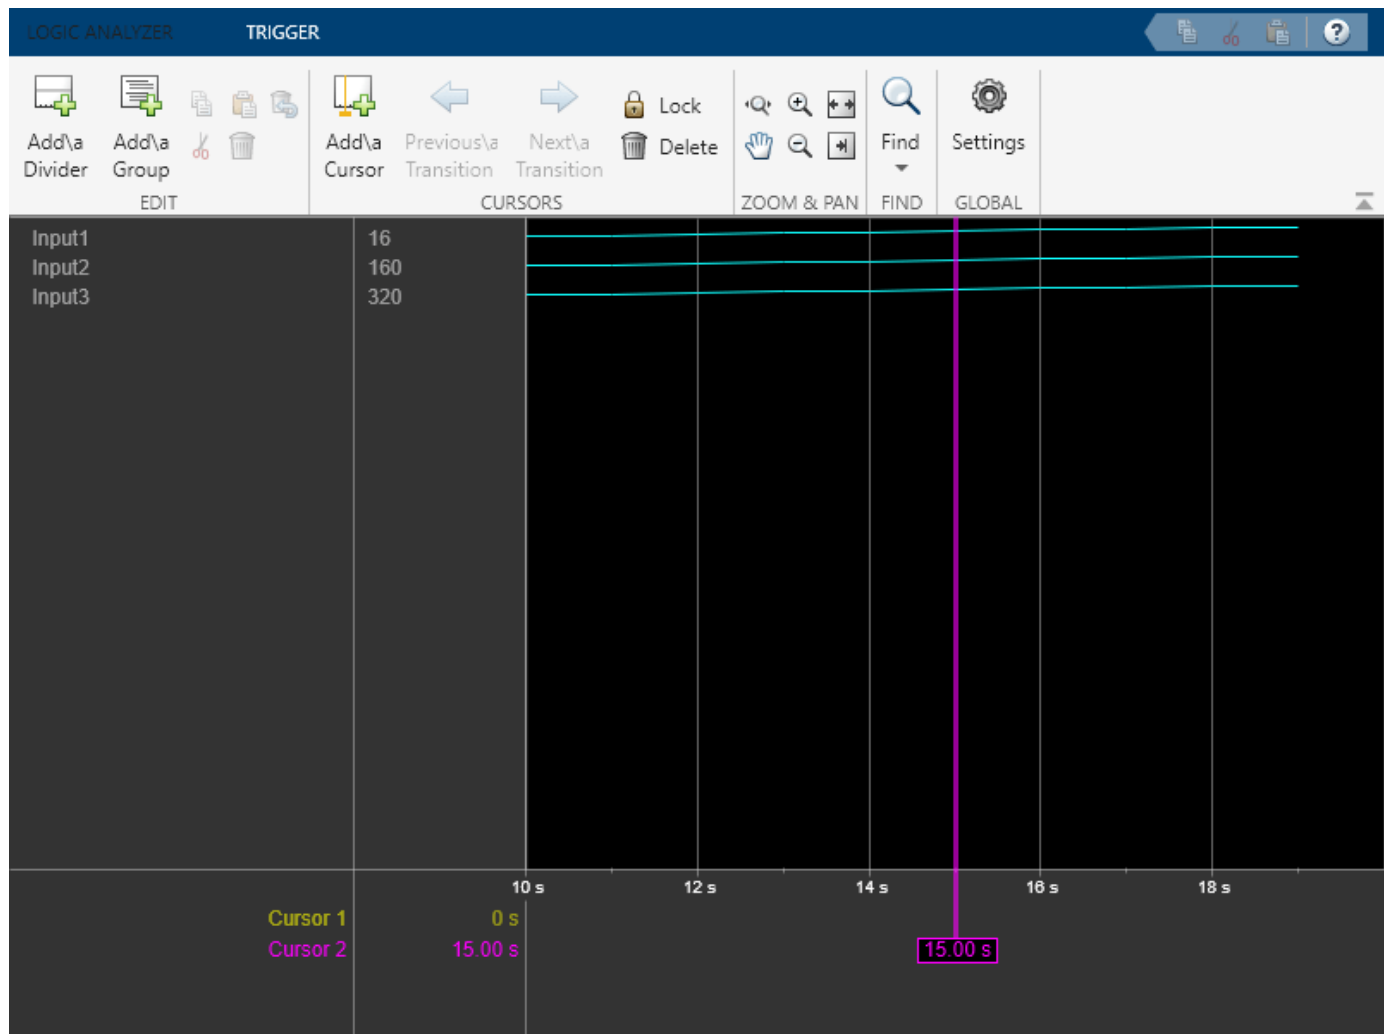 LOGIC ANALYZER TRIGGER ?
Add\a Add\a Add\a Previous\a Next\a Lock Find Settings
Divider Group Cursor Transition Transition Delete
EDIT CURSORS ZOOM & PAN FIND GLOBAL
Input1 16
Input2 160
Input3 320
10 s 12 s 14 s 16 s 18 s
Cursor 1 0 s
Cursor 2 15.00 s 15.00 s